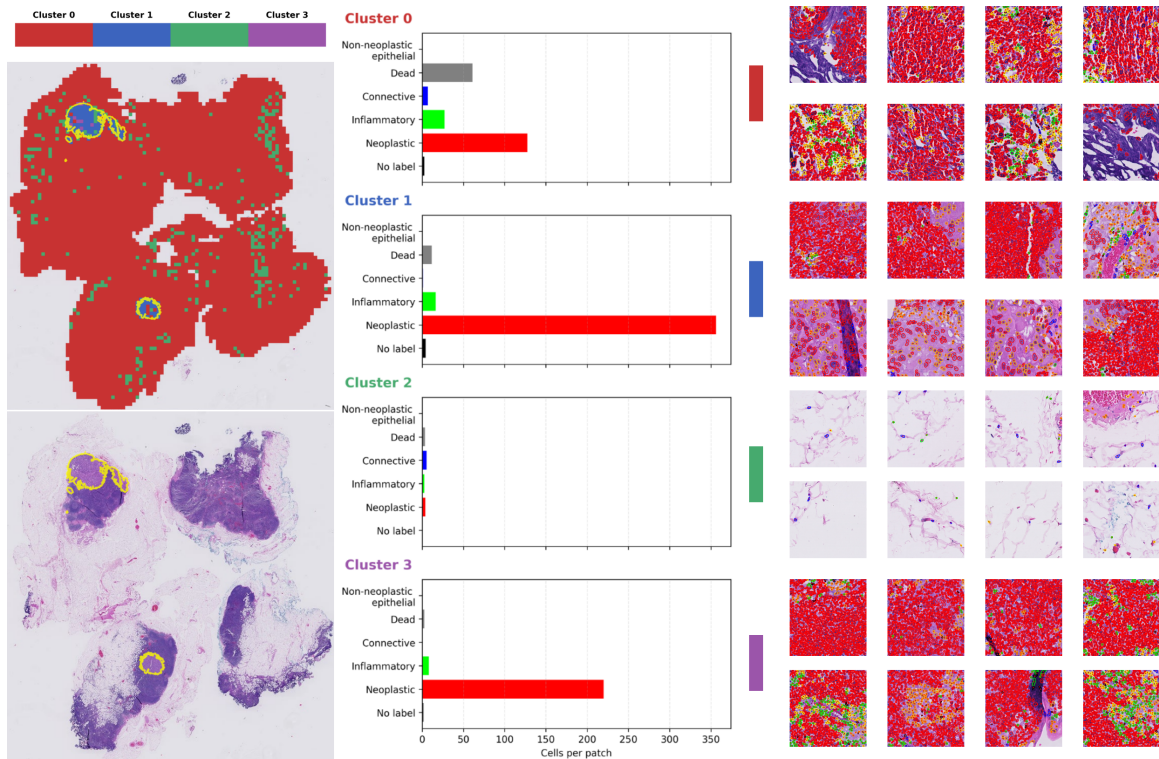 Cluster 0 Cluster 1 Cluster 2 Cluster 3
Cluster 0
Non-neoplastic
epithelial
Dead
Connective
Inflammatory
Neoplastic
No label
Cluster 1
Non-neoplastic
epithelial
Dead
Connective
Inflammatory
Neoplastic
No label
Cluster 2
Non-neoplastic
epithelial
Dead
Connective
Inflammatory
Neoplastic
No label
Cluster 3
Non-neoplastic
epithelial
Dead
Connective
Inflammatory
Neoplastic
No label
0 50 100 150 200 250 300 350
Cells per patch